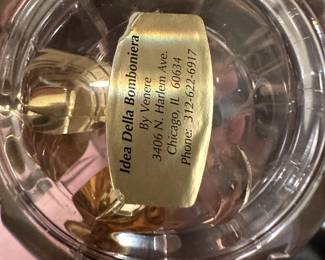 Idea Della Bomboniera
By Venere
3406 N. Harlem Ave.
Chicago, IL  60634
Phone:  312-622-6917